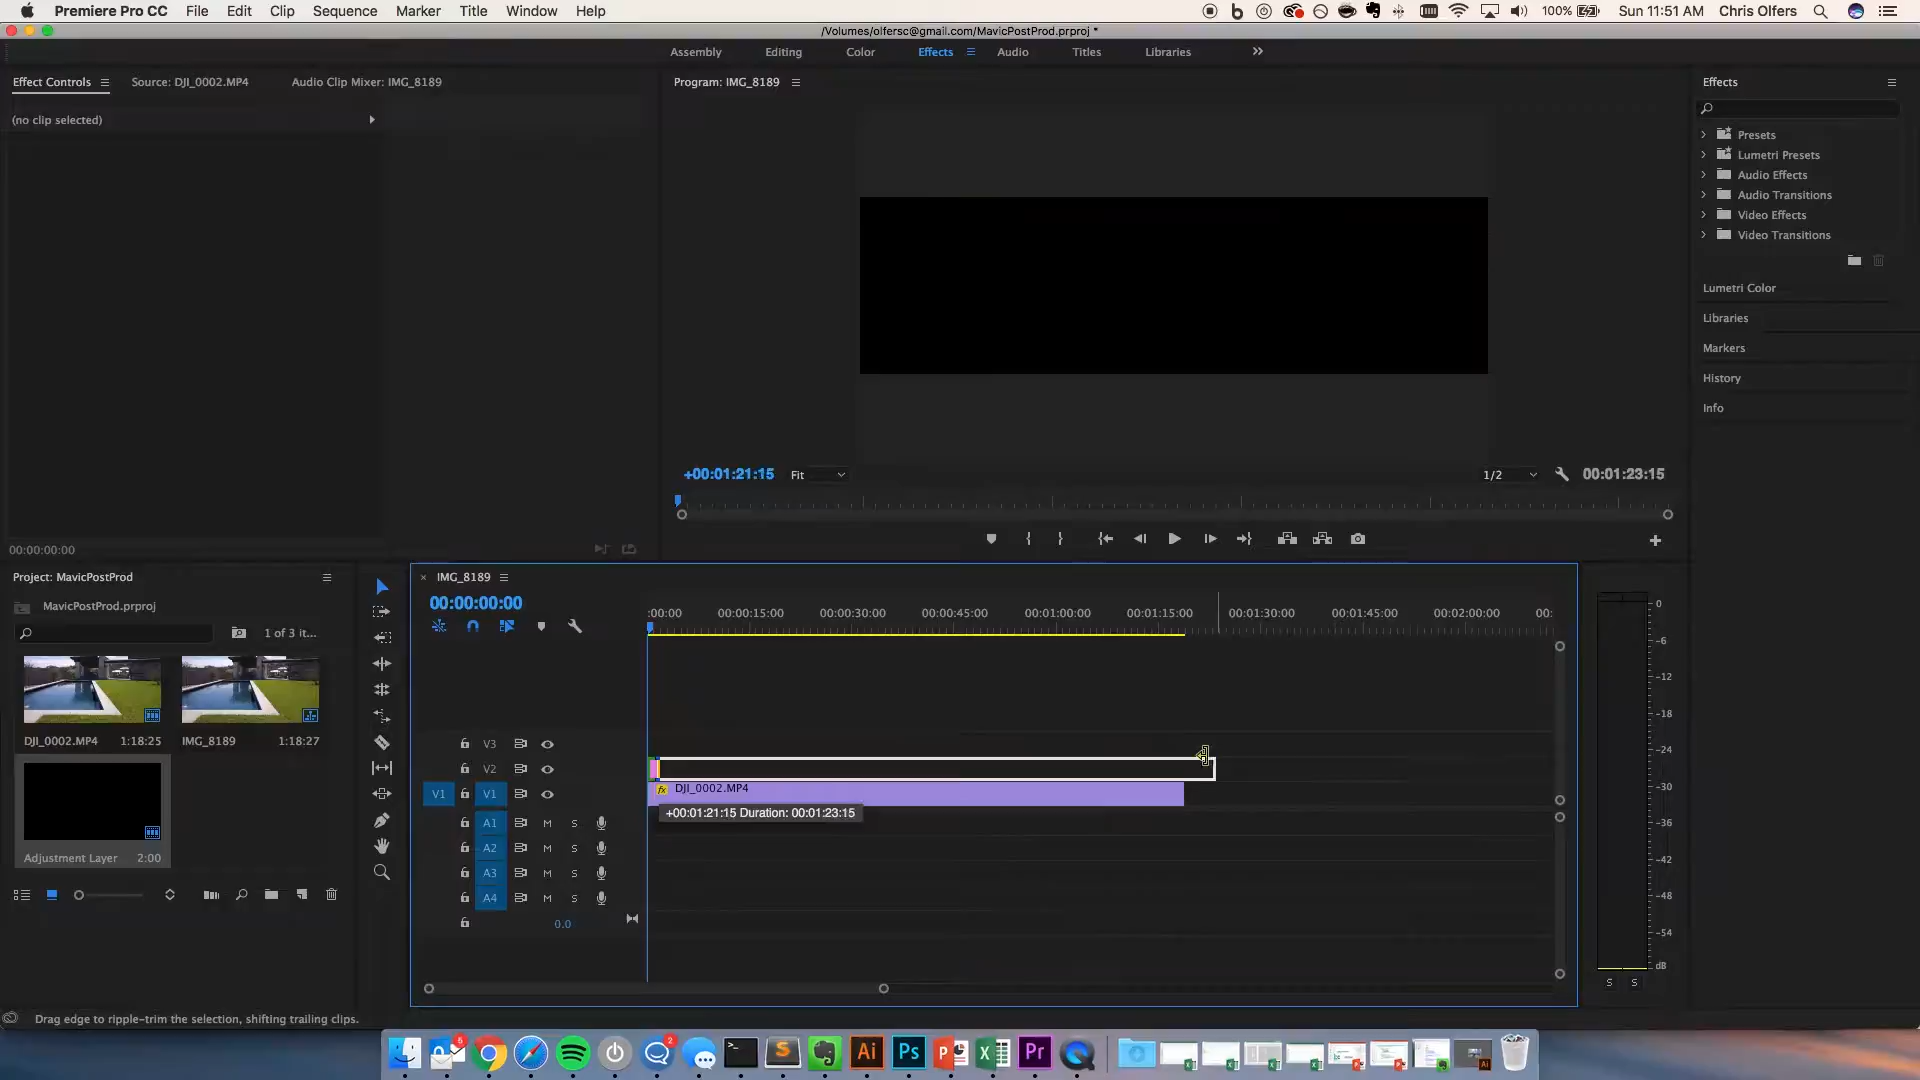 Premiere Pro CC File Edit Clip Sequence Marker Title Window Help 100% Sun 11:51 AM Chris Olfers
/Volumes/olfersc@gmail.com/MavicPostProd.prproj *
Assembly Editing Color Effects Audio Titles Libraries
Effect Controls Source: DJI_0002.MP4 Audio Clip Mixer: IMG_8189 Program: IMG_8189 Effects
(no clip selected)
Presets
Lumetri Presets
Audio Effects
Audio Transitions
Video Effects
Video Transitions
Lumetri Color
Libraries
Markers
History
Info
+00:01:21:15 Fit 1/2 00:01:23:15
00:00:00:00
Project: MavicPostProd
MavicPostProd.prproj
1 of 3 it...
DJI_0002.MP4 1:18:25 IMG_8189 1:18:27
Adjustment Layer 2:00
× IMG_8189
00:00:00:00
:00:00 00:00:15:00 00:00:30:00 00:00:45:00 00:01:00:00 00:01:15:00 00:01:30:00 00:01:45:00 00:02:00:00 00:
V3
V2
V1 V1 fx DJI_0002.MP4
+00:01:21:15 Duration: 00:01:23:15
A1 M S
A2 M S
A3 M S
A4 M S
0.0
0
-6
-12
-18
-24
-30
-36
-42
-48
-54
dB
S S
Drag edge to ripple-trim the selection, shifting trailing clips.
Ai Ps Pr